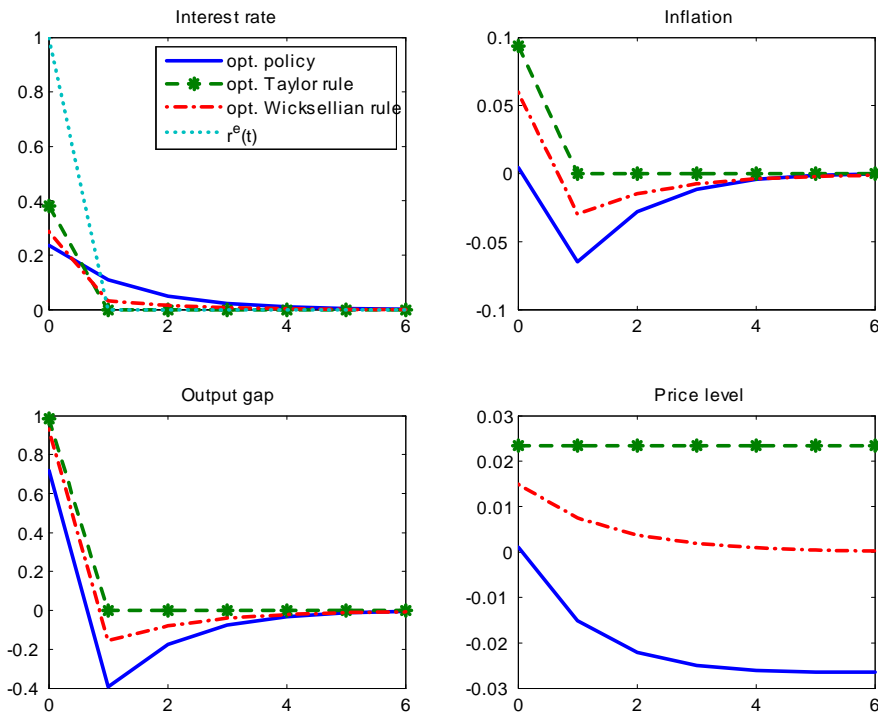 Interest rate
1
0.8
0.6
0.4
0.2
0
0 2 4 6
opt. policy
opt. Taylor rule
opt. Wicksellian rule
r^e(t)
Inflation
0.1
0.05
0
-0.05
-0.1
0 2 4 6
Output gap
1
0.8
0.6
0.4
0.2
0
-0.2
-0.4
0 2 4 6
Price level
0.03
0.02
0.01
0
-0.01
-0.02
-0.03
0 2 4 6